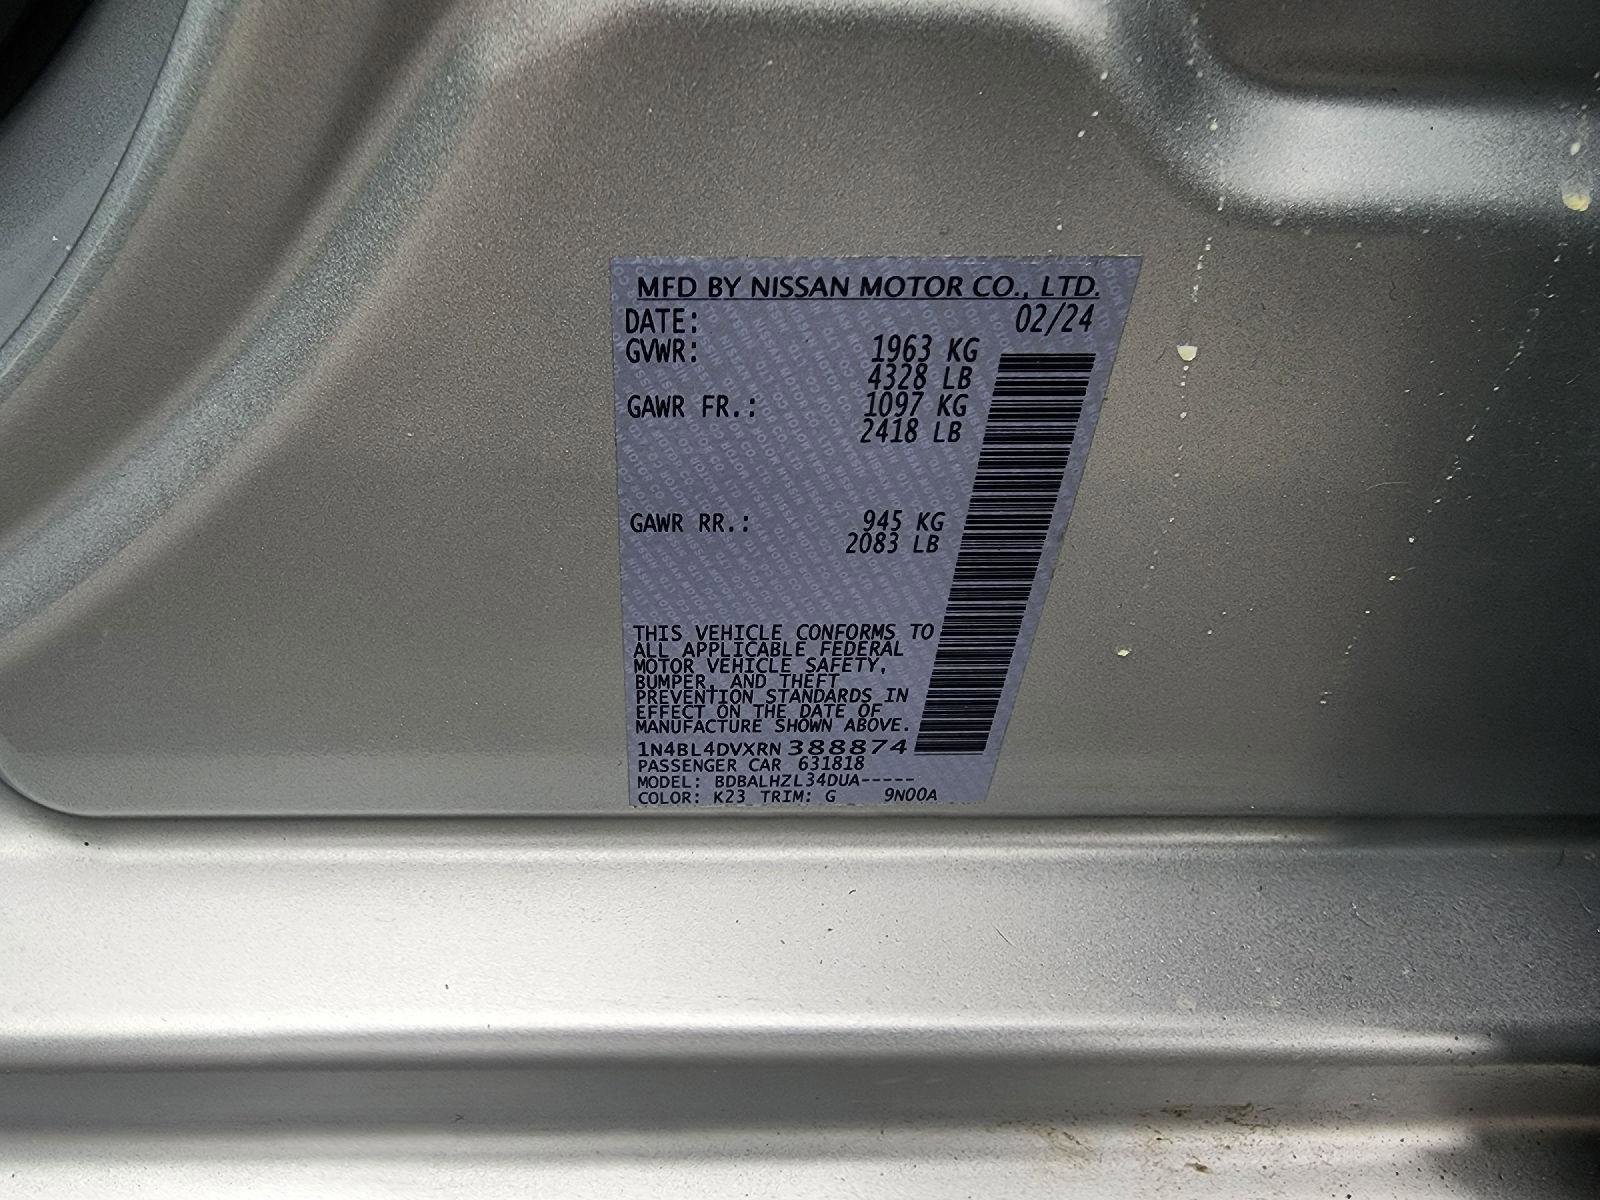 MFD BY NISSAN MOTOR CO., LTD.
DATE: 02/24
GVWR: 1963 KG
4328 LB
GAWR FR.: 1097 KG
2418 LB
GAWR RR.: 945 KG
2083 LB
THIS VEHICLE CONFORMS TO
ALL APPLICABLE FEDERAL
MOTOR VEHICLE SAFETY,
BUMPER, AND THEFT
PREVENTION STANDARDS IN
EFFECT ON THE DATE OF
MANUFACTURE SHOWN ABOVE.
1N4BL4DVXRN388874
PASSENGER CAR 631818
MODEL: BDBALHZL34DUA-----
COLOR: K23 TRIM: G 9N00A